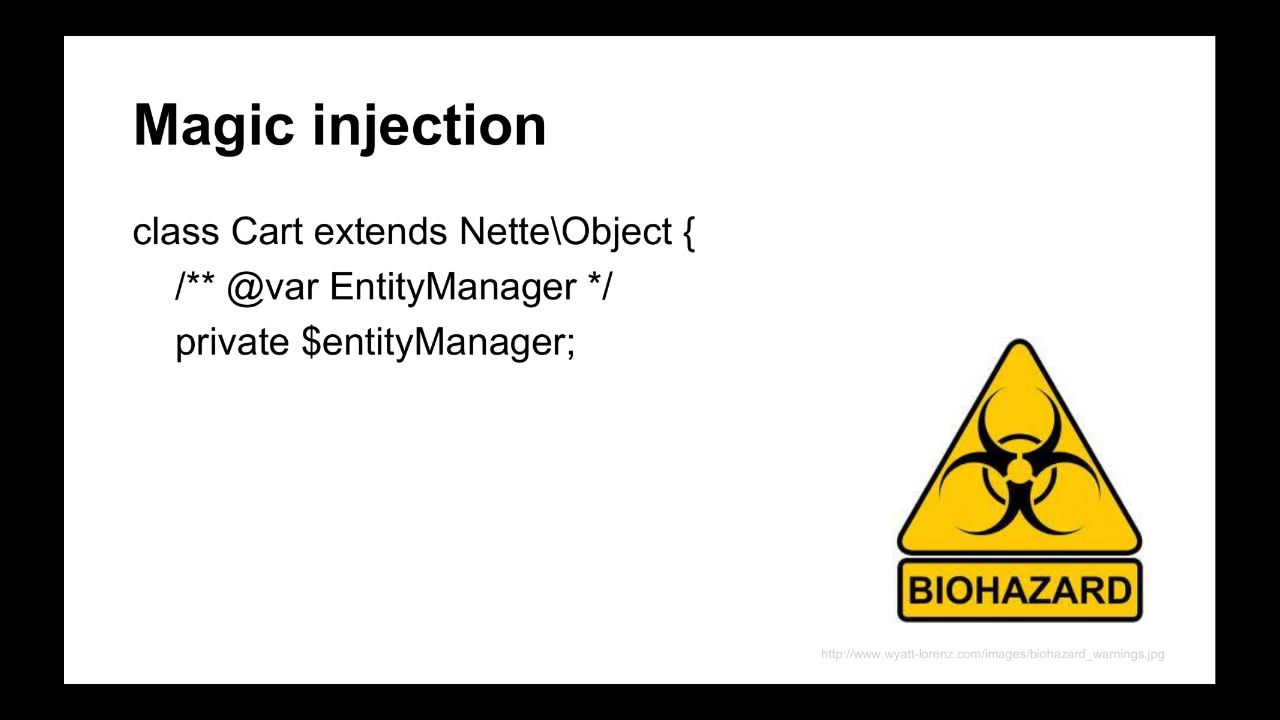 Magic injection
class Cart extends Nette\Object {
/** @var EntityManager */
private $entityManager;
BIOHAZARD
http://www.wyatt-lorenz.com/images/biohazard_warnings.jpg